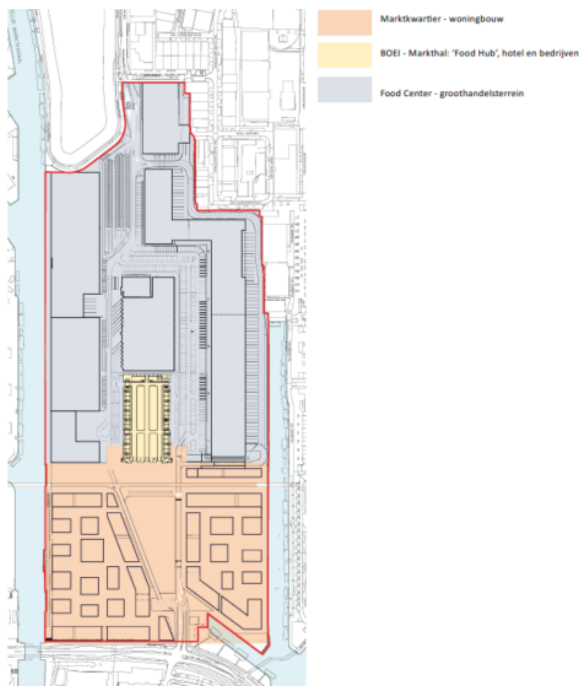 Marktkwartier - woningbouw
BOEI - Markthal: 'Food Hub', hotel en bedrijven
Food Center - groothandelsterrein